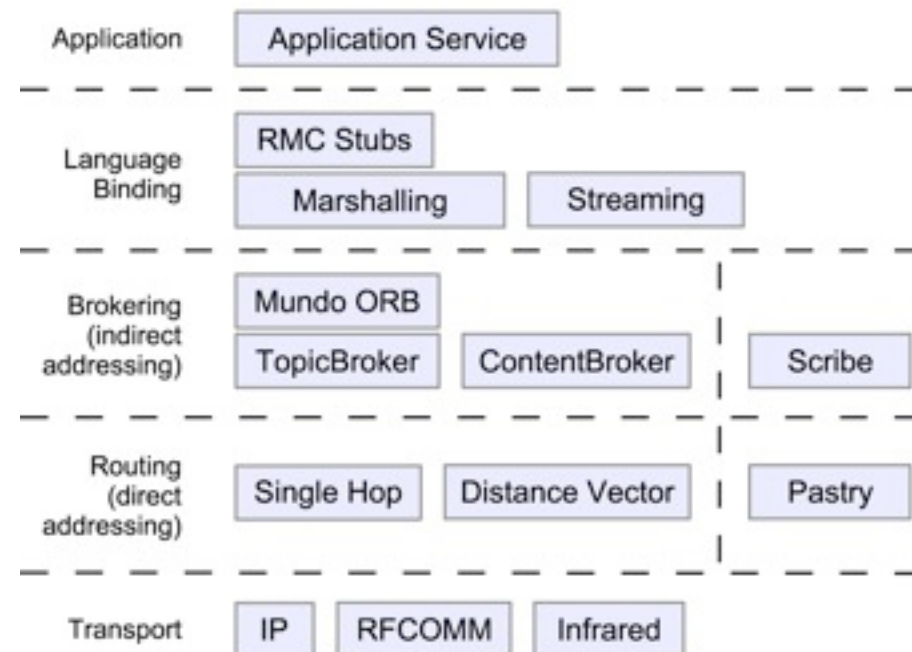 Application
Application Service
Language
Binding
RMC Stubs
Marshalling
Streaming
Brokering
(indirect
addressing)
Mundo ORB
TopicBroker
ContentBroker
Scribe
Routing
(direct
addressing)
Single Hop
Distance Vector
Pastry
Transport
IP
RFCOMM
Infrared